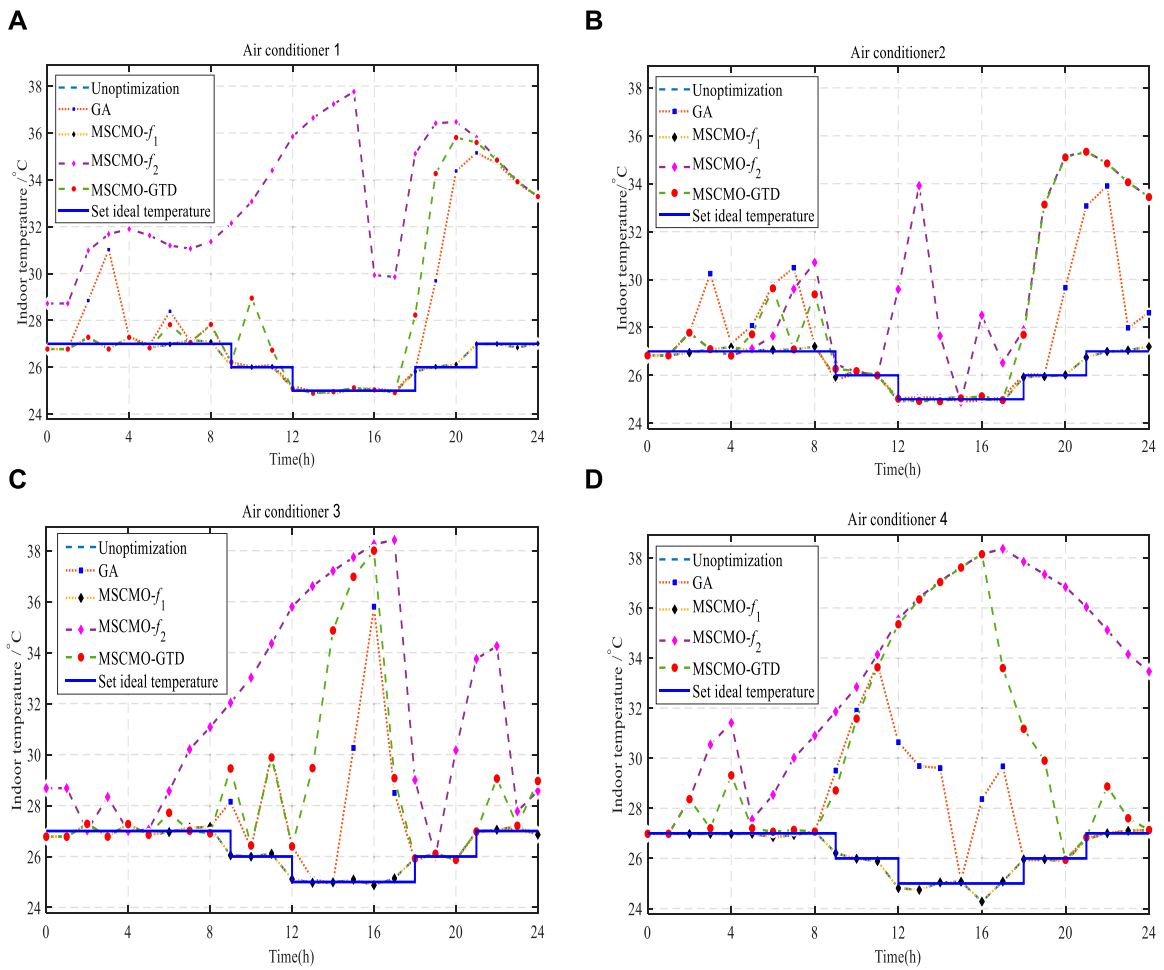 A
Air conditioner 1
Indoor temperature /°C
38
36
34
32
30
28
26
24
Unoptimization
GA
MSCMO-f1
MSCMO-f2
MSCMO-GTD
Set ideal temperature
0 4 8 12 16 20 24
Time(h)
B
Air conditioner2
Indoor temperature/°C
38
36
34
32
30
28
26
24
Unoptimization
GA
MSCMO-f1
MSCMO-f2
MSCMO-GTD
Set ideal temperature
0 4 8 12 16 20 24
Time(h)
C
Air conditioner 3
Indoor temperature /°C
38
36
34
32
30
28
26
24
Unoptimization
GA
MSCMO-f1
MSCMO-f2
MSCMO-GTD
Set ideal temperature
0 4 8 12 16 20 24
Time(h)
D
Air conditioner 4
Indoor temperature /°C
38
36
34
32
30
28
26
24
Unoptimization
GA
MSCMO-f1
MSCMO-f2
MSCMO-GTD
Set ideal temperature
0 4 8 12 16 20 24
Time(h)